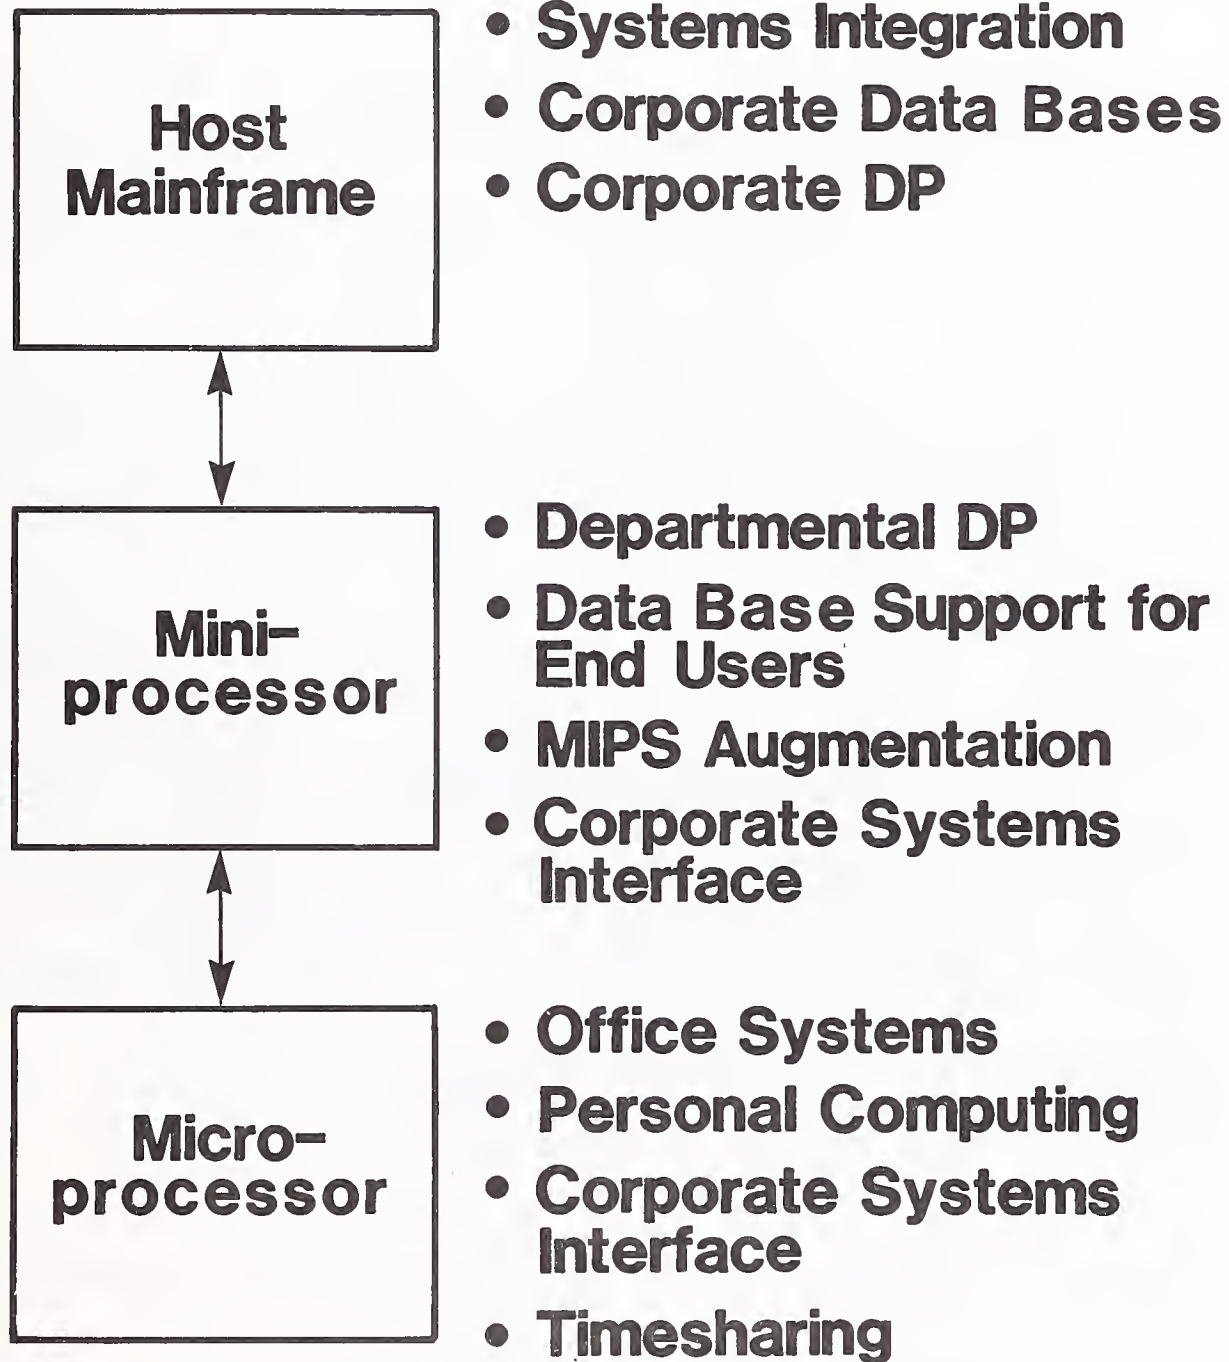 Host
Mainframe
• Systems Integration
• Corporate Data Bases
• Corporate DP
Mini-
processor
• Departmental DP
• Data Base Support for
End Users
• MIPS Augmentation
• Corporate Systems
Interface
Micro-
processor
• Office Systems
• Personal Computing
• Corporate Systems
Interface
• Timesharing